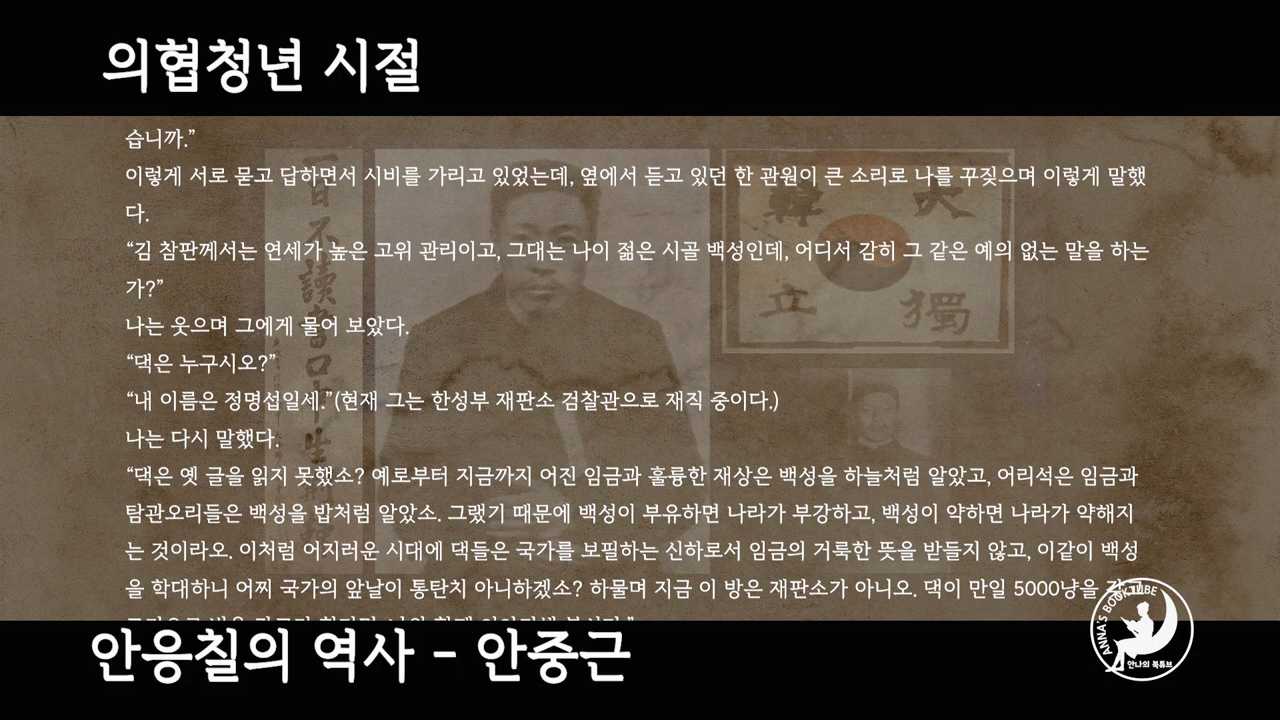 의협청년 시절
습니까.”
이렇게 서로 묻고 답하면서 시비를 가리고 있었는데, 옆에서 듣고 있던 한 관원이 큰 소리로 나를 꾸짖으며 이렇게 말했
다.
“김 참판께서는 연세가 높은 고위 관리이고, 그대는 나이 젊은 시골 백성인데, 어디서 감히 그 같은 예의 없는 말을 하는
가?”
나는 웃으며 그에게 물어 보았다.
“댁은 누구시오?”
“내 이름은 정명섭일세.”(현재 그는 한성부 재판소 검찰관으로 재직 중이다.)
나는 다시 말했다.
“댁은 옛 글을 읽지 못했소? 예로부터 지금까지 어진 임금과 훌륭한 재상은 백성을 하늘처럼 알았고, 어리석은 임금과
탐관오리들은 백성을 밥처럼 알았소. 그랬기 때문에 백성이 부유하면 나라가 부강하고, 백성이 약하면 나라가 약해지
는 것이라오. 이처럼 어지러운 시대에 댁들은 국가를 보필하는 신하로서 임금의 거룩한 뜻을 받들지 않고, 이같이 백성
을 학대하니 어찌 국가의 앞날이 통탄치 아니하겠소? 하물며 지금 이 방은 재판소가 아니오. 댁이 만일 5000냥을
안응칠의 역사 - 안중근
ANNA'S BOOKTUBE
안나의 북튜브
獨
立